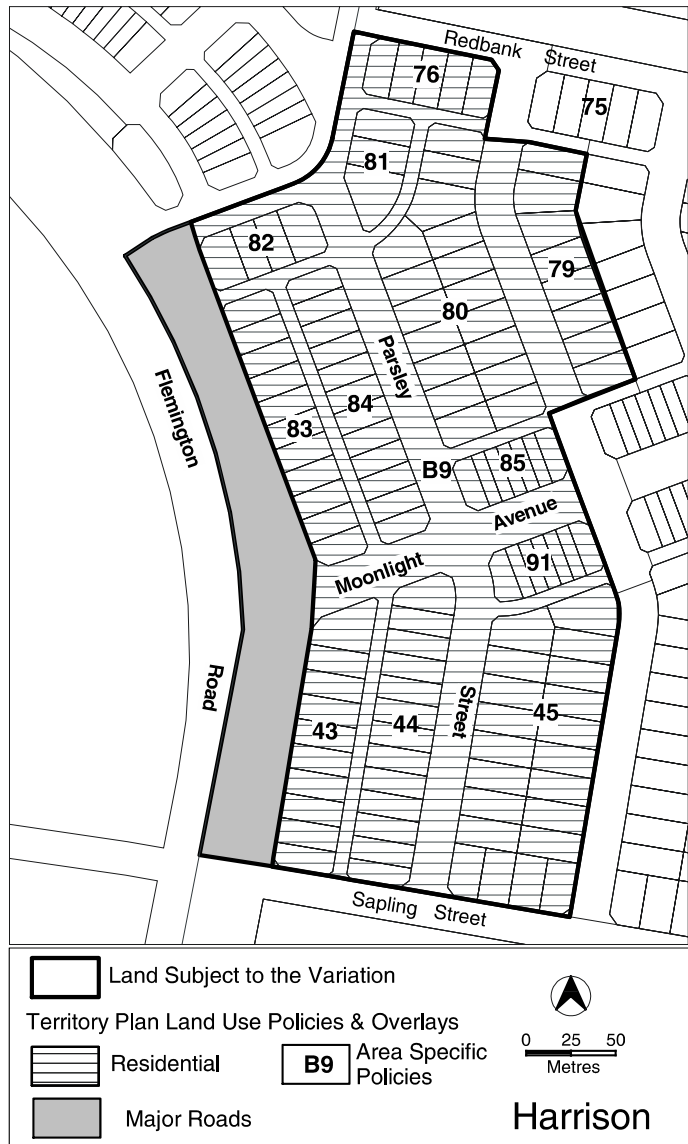 Redbank Street
76
75
81
82
79
80
Parsley
Flemington
84
83
B9
85
Avenue
91
Moonlight
Road
Street
45
43
44
Sapling Street
Land Subject to the Variation
Territory Plan Land Use Policies & Overlays
Residential
B9
Area Specific
Policies
0 25 50
Metres
Major Roads
Harrison